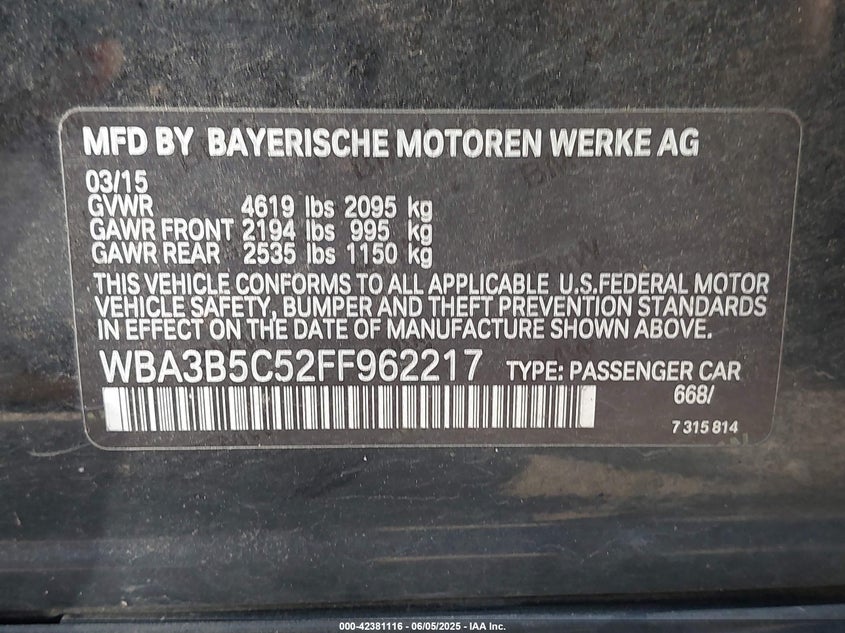 MFD BY BAYERISCHE MOTOREN WERKE AG
03/15
GVWR 4619 lbs 2095 kg
GAWR FRONT 2194 lbs 995 kg
GAWR REAR 2535 lbs 1150 kg
THIS VEHICLE CONFORMS TO ALL APPLICABLE U.S.FEDERAL MOTOR
VEHICLE SAFETY, BUMPER AND THEFT PREVENTION STANDARDS
IN EFFECT ON THE DATE OF MANUFACTURE SHOWN ABOVE.
WBA3B5C52FF962217 TYPE: PASSENGER CAR
668/
7 315 814
000-42381116 - 06/05/2025 - IAA Inc.